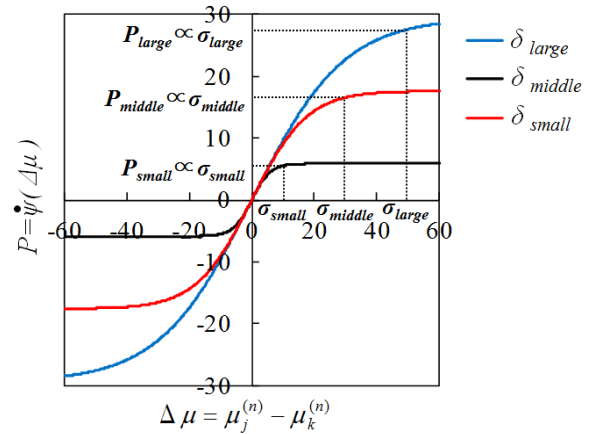 30
P_large ∝ σ_large
δ_large
20
δ_middle
P_middle ∝ σ_middle
δ_small
10
P_small ∝ σ_small
0
σ_small σ_middle σ_large
-60 -40 -20 0 20 40 60
-10
-20
-30
P=ψ̇(Δμ)
Δ μ = μ_j^(n) − μ_k^(n)